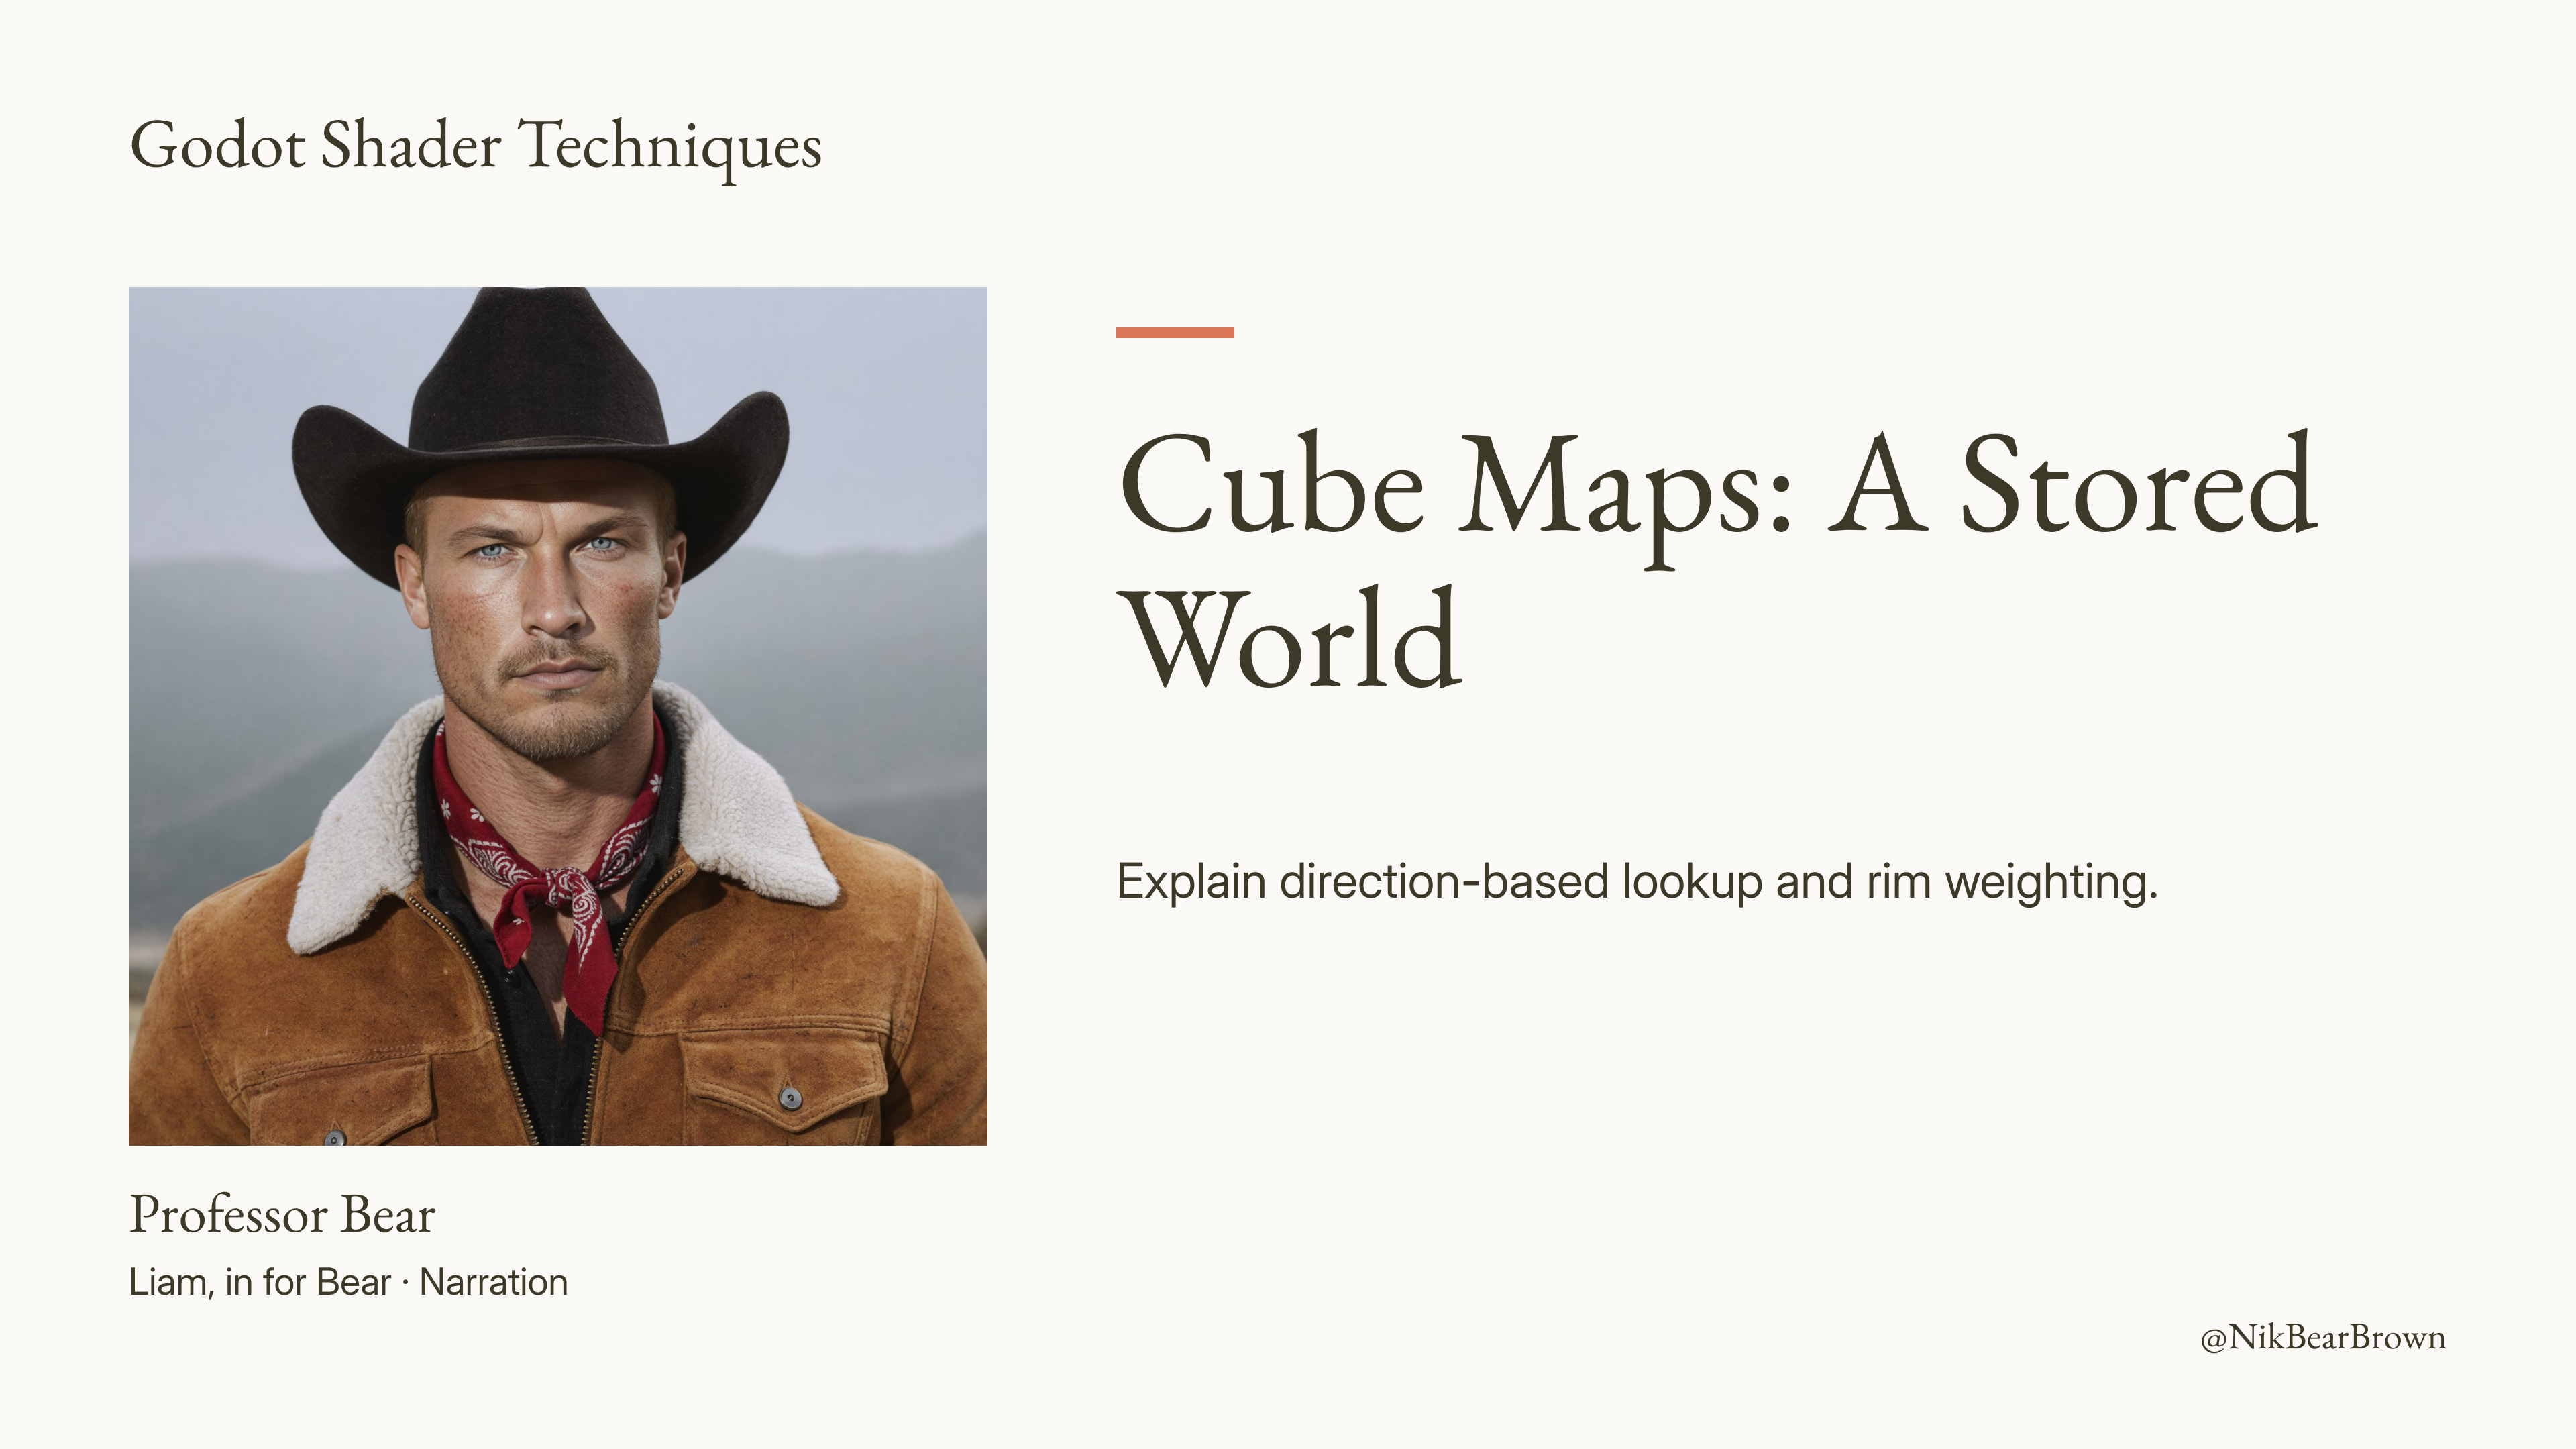 Godot Shader Techniques
Cube Maps: A Stored
World
Explain direction-based lookup and rim weighting.
Professor Bear
Liam, in for Bear · Narration
@NikBearBrown